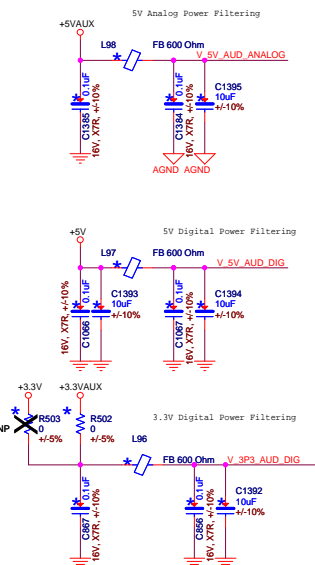 5V Analog Power Filtering
+5VAUX
L98 FB 600 Ohm V_5V_AUD_ANALOG
*
C1385 0.1uF
16V, X7R, +/-10%
C1384 0.1uF
16V, X7R, +/-10%
C1395
10uF
+/-10%
AGND AGND
5V Digital Power Filtering
+5V
L97 FB 600 Ohm V_5V_AUD_DIG
*
C1066 0.1uF
16V, X7R, +/-10%
C1393
10uF
+/-10%
C1067 0.1uF
16V, X7R, +/-10%
C1394
10uF
+/-10%
+3.3V +3.3VAUX
3.3V Digital Power Filtering
NP
* R503
0
+/-5%
* R502
0
+/-5%
L96 FB 600 Ohm V_3P3_AUD_DIG
*
C867 0.1uF
16V, X7R, +/-10%
C856 0.1uF
16V, X7R, +/-10%
C1392
10uF
+/-10%